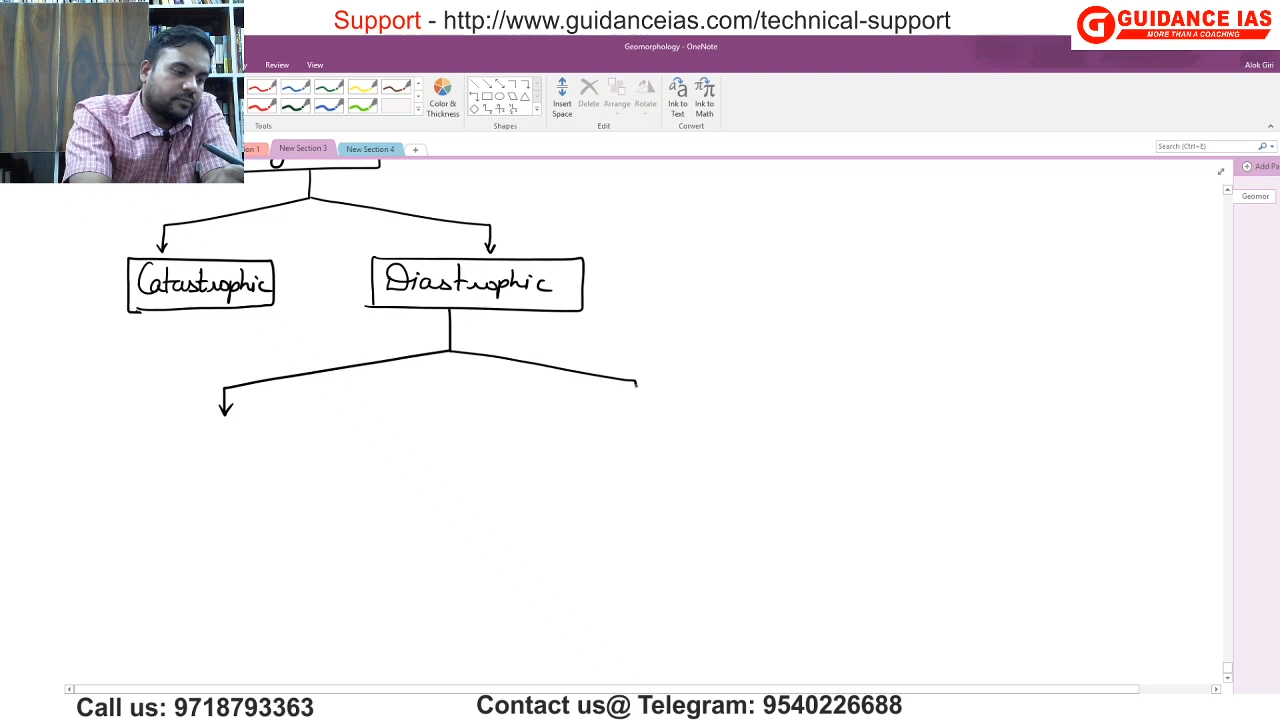 Support - http://www.guidanceias.com/technical-support
GUIDANCE IAS
MORE THAN A COACHING
Geomorphology - OneNote
Review View
Alok Giri
Color &
Thickness
Insert
Space
Delete
Arrange
Rotate
Ink to
Text
Ink to
Math
Tools
Shapes
Edit
Convert
New Section 3
New Section 4
Search (Ctrl+E)
Add Pa
Geomor
Catastrophic
Diastrophic
Call us: 9718793363
Contact us@ Telegram: 9540226688